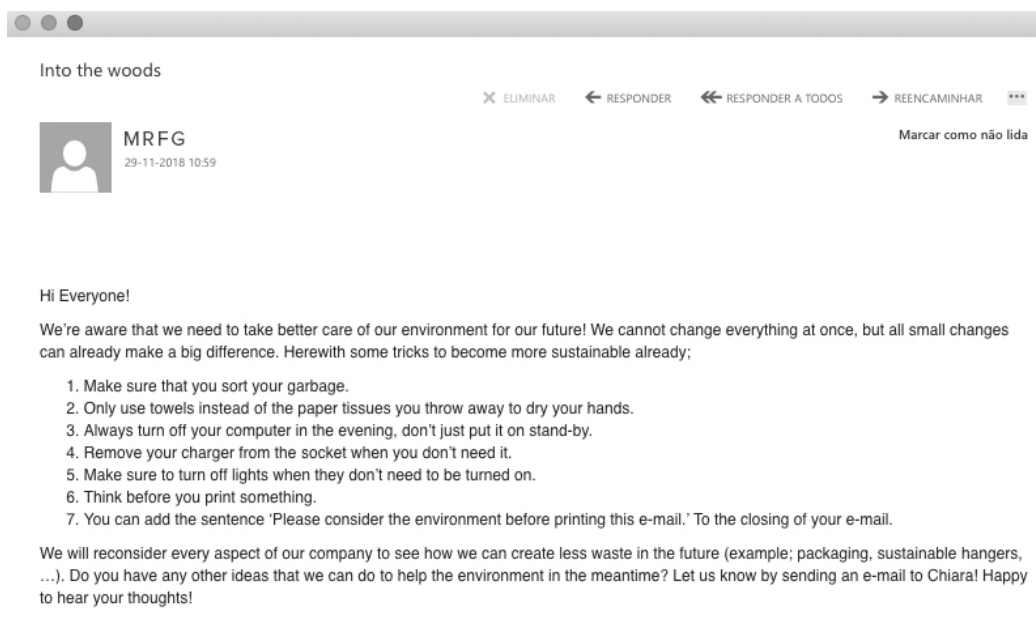 Into the woods
ELIMINAR RESPONDER RESPONDER A TODOS REENCAMINHAR ...
MRFG Marcar como não lida
29-11-2018 10:59
Hi Everyone!
We're aware that we need to take better care of our environment for our future! We cannot change everything at once, but all small changes
can already make a big difference. Herewith some tricks to become more sustainable already;
1. Make sure that you sort your garbage.
2. Only use towels instead of the paper tissues you throw away to dry your hands.
3. Always turn off your computer in the evening, don't just put it on stand-by.
4. Remove your charger from the socket when you don't need it.
5. Make sure to turn off lights when they don't need to be turned on.
6. Think before you print something.
7. You can add the sentence 'Please consider the environment before printing this e-mail.' To the closing of your e-mail.
We will reconsider every aspect of our company to see how we can create less waste in the future (example; packaging, sustainable hangers,
…). Do you have any other ideas that we can do to help the environment in the meantime? Let us know by sending an e-mail to Chiara! Happy
to hear your thoughts!